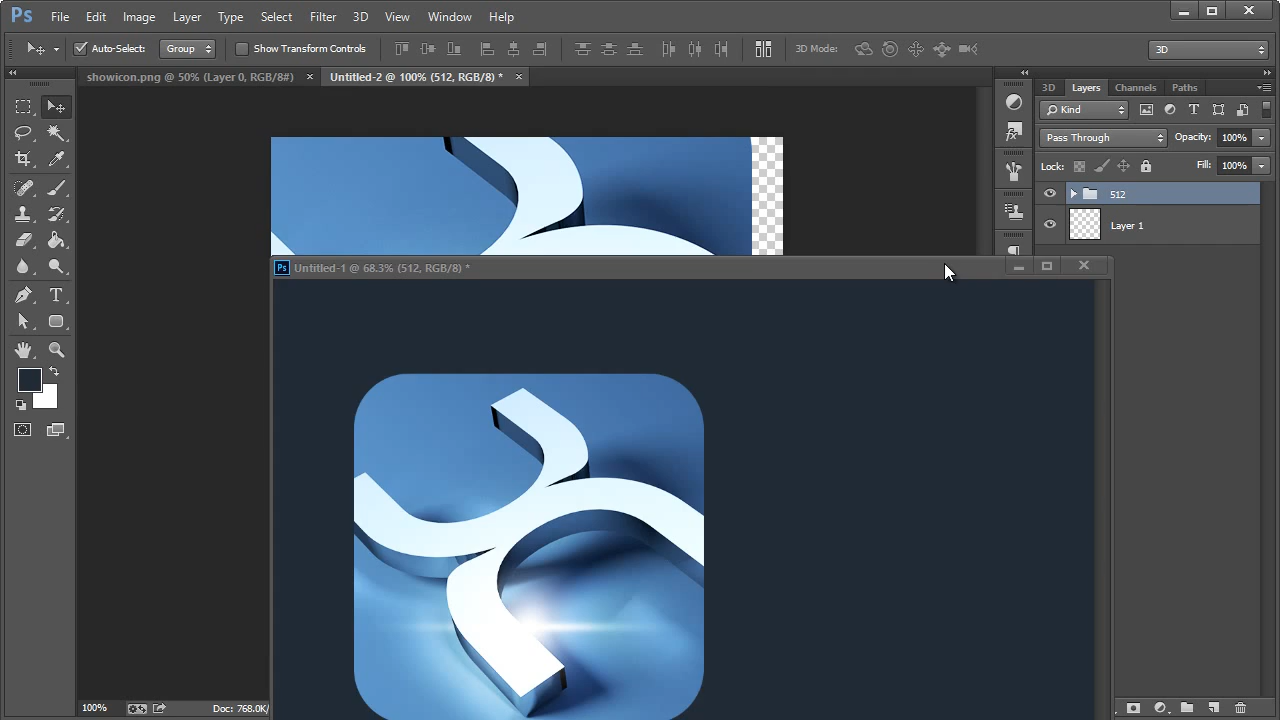 Ps File Edit Image Layer Type Select Filter 3D View Window Help
Auto-Select: Group Show Transform Controls 3D Mode: 3D
showicon.png @ 50% (Layer 0, RGB/8#) × Untitled-2 @ 100% (512, RGB/8) * ×
3D Layers Channels Paths
Kind
Pass Through Opacity: 100%
Lock: Fill: 100%
512
Layer 1
Ps Untitled-1 @ 68.3% (512, RGB/8) *
100% Doc: 768.0K/